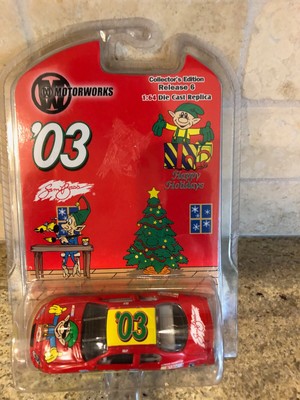 MOTORWORKS
Collector's Edition
Release 6
1:64 Die Cast Replica
'03
Happy
Holidays
'03